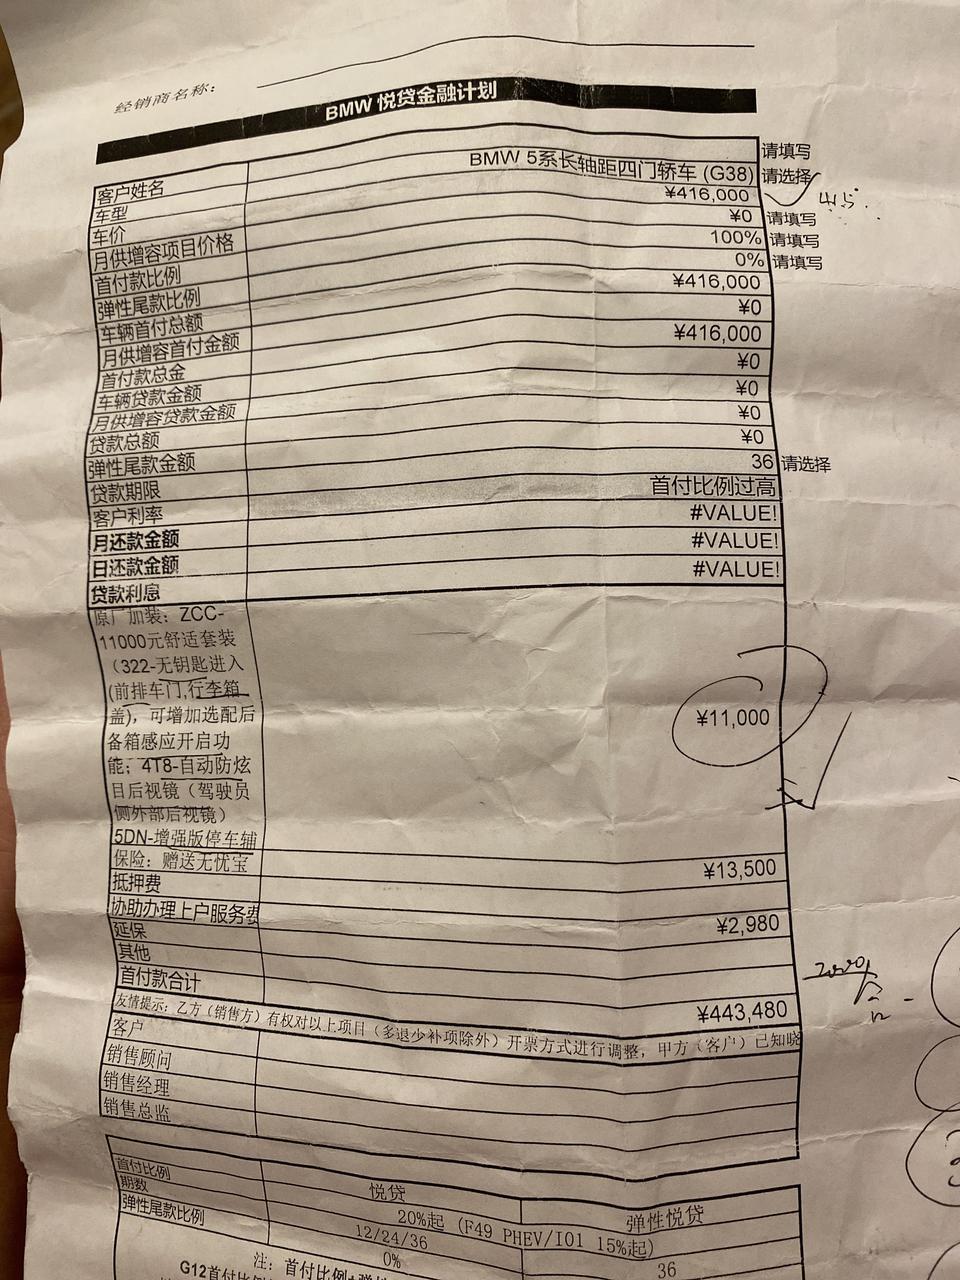 经销商名称：
BMW 悦贷金融计划
客户姓名 请填写
车型 BMW 5系长轴距四门轿车 (G38) 请选择
车价 ¥416,000
月供增容项目价格 ¥0 请填写
首付款比例 100% 请填写
弹性尾款比例 0% 请填写
车辆首付总额 ¥416,000
月供增容首付金额 ¥0
首付款总金 ¥416,000
车辆贷款金额 ¥0
月供增容贷款金额 ¥0
贷款总额 ¥0
弹性尾款金额 ¥0
贷款期限 36 请选择
客户利率 首付比例过高
月还款金额 #VALUE!
日还款金额 #VALUE!
贷款利息 #VALUE!
原厂加装：ZCC-
11000元舒适套装
（322-无钥匙进入
(前排车门,行李箱
盖)，可增加选配后
备箱感应开启功 ¥11,000
能；4T8-自动防炫
目后视镜（驾驶员
侧外部后视镜）
5DN-增强版停车辅
保险：赠送无忧宝 ¥13,500
抵押费
协助办理上户服务费 ¥2,980
延保
其他
首付款合计 ¥443,480
友情提示：乙方（销售方）有权对以上项目（多退少补项除外）开票方式进行调整，甲方（客户）已知晓
客户
销售顾问
销售经理
销售总监
悦贷 弹性悦贷
首付比例 20%起（F49 PHEV/I01 15%起）
期数 12/24/36 36
弹性尾款比例 0%
注：首付比例+弹性
G12首付比例